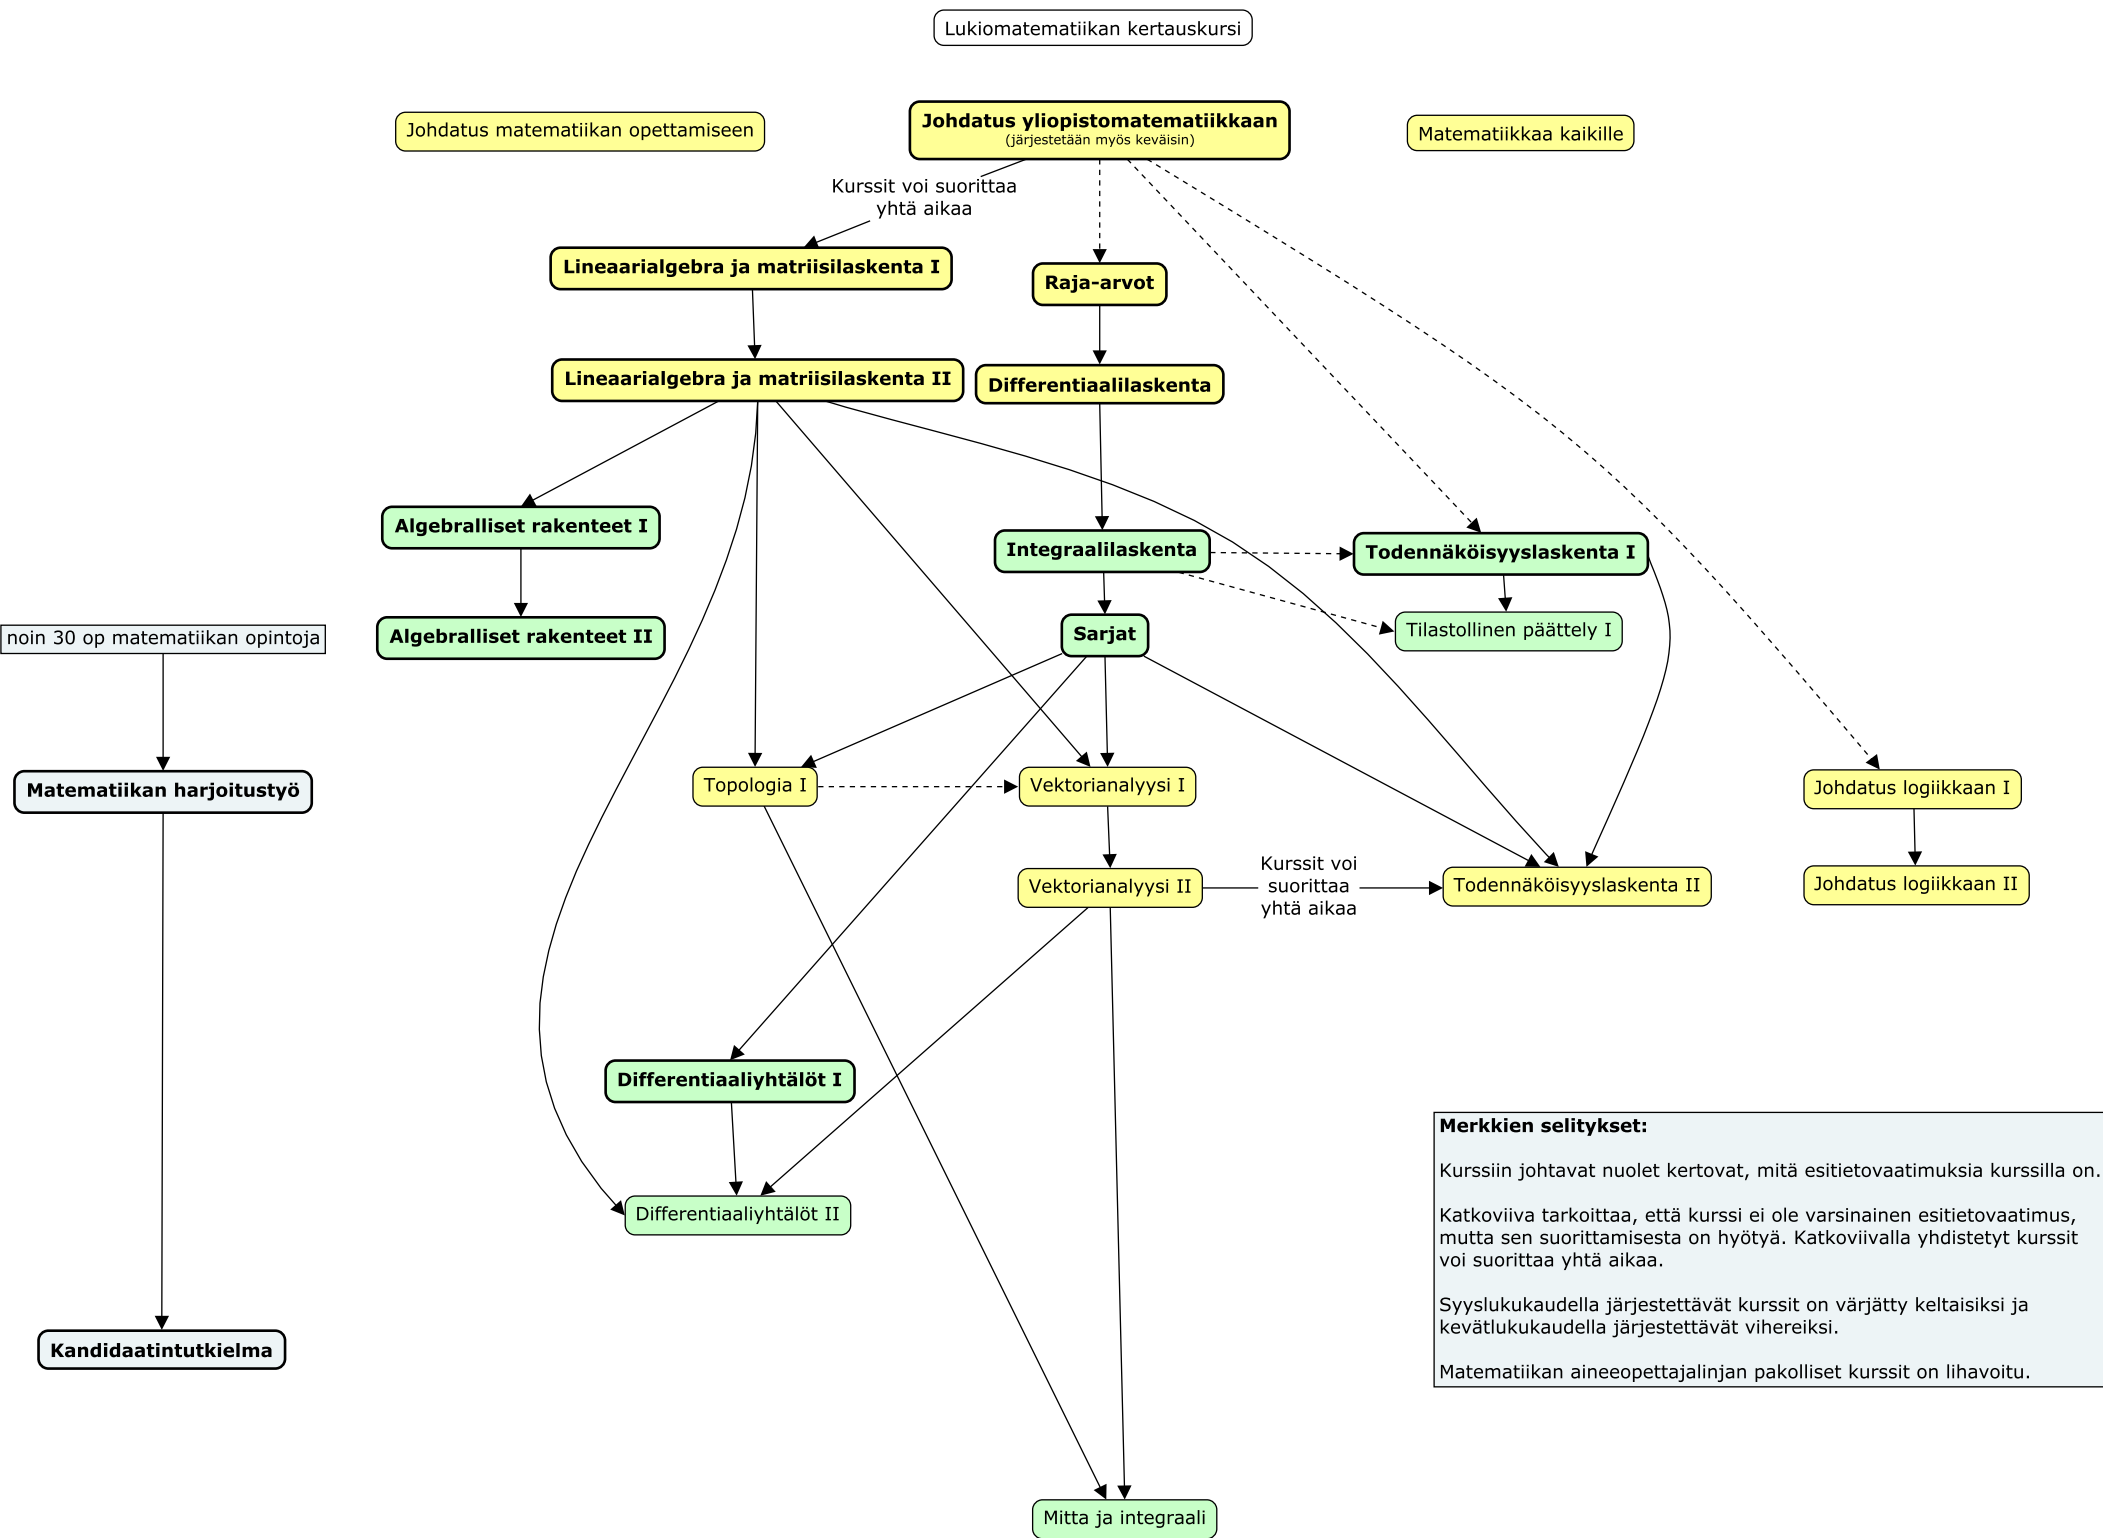 Lukiomatematiikan kertauskursi
Johdatus matematiikan opettamiseen
Johdatus yliopistomatematiikkaan
(järjestetään myös keväisin)
Matematiikkaa kaikille
Kurssit voi suorittaa
yhtä aikaa
Lineaarialgebra ja matriisilaskenta I
Raja-arvot
Lineaarialgebra ja matriisilaskenta II
Differentiaalilaskenta
Algebralliset rakenteet I
Integraalilaskenta
Todennäköisyyslaskenta I
Algebralliset rakenteet II
noin 30 op matematiikan opintoja
Sarjat
Tilastollinen päättely I
Matematiikan harjoitustyö
Topologia I
Vektorianalyysi I
Johdatus logiikkaan I
Vektorianalyysi II
Kurssit voi
suorittaa
yhtä aikaa
Todennäköisyyslaskenta II
Johdatus logiikkaan II
Differentiaaliyhtälöt I
Differentiaaliyhtälöt II
Kandidaatintutkielma
Merkkien selitykset:
Kurssiin johtavat nuolet kertovat, mitä esitietovaatimuksia kurssilla on.
Katkoviiva tarkoittaa, että kurssi ei ole varsinainen esitietovaatimus,
mutta sen suorittamisesta on hyötyä. Katkoviivalla yhdistetyt kurssit
voi suorittaa yhtä aikaa.
Syyslukukaudella järjestettävät kurssit on värjätty keltaisiksi ja
kevätlukukaudella järjestettävät vihereiksi.
Matematiikan aineeopettajalinjan pakolliset kurssit on lihavoitu.
Mitta ja integraali